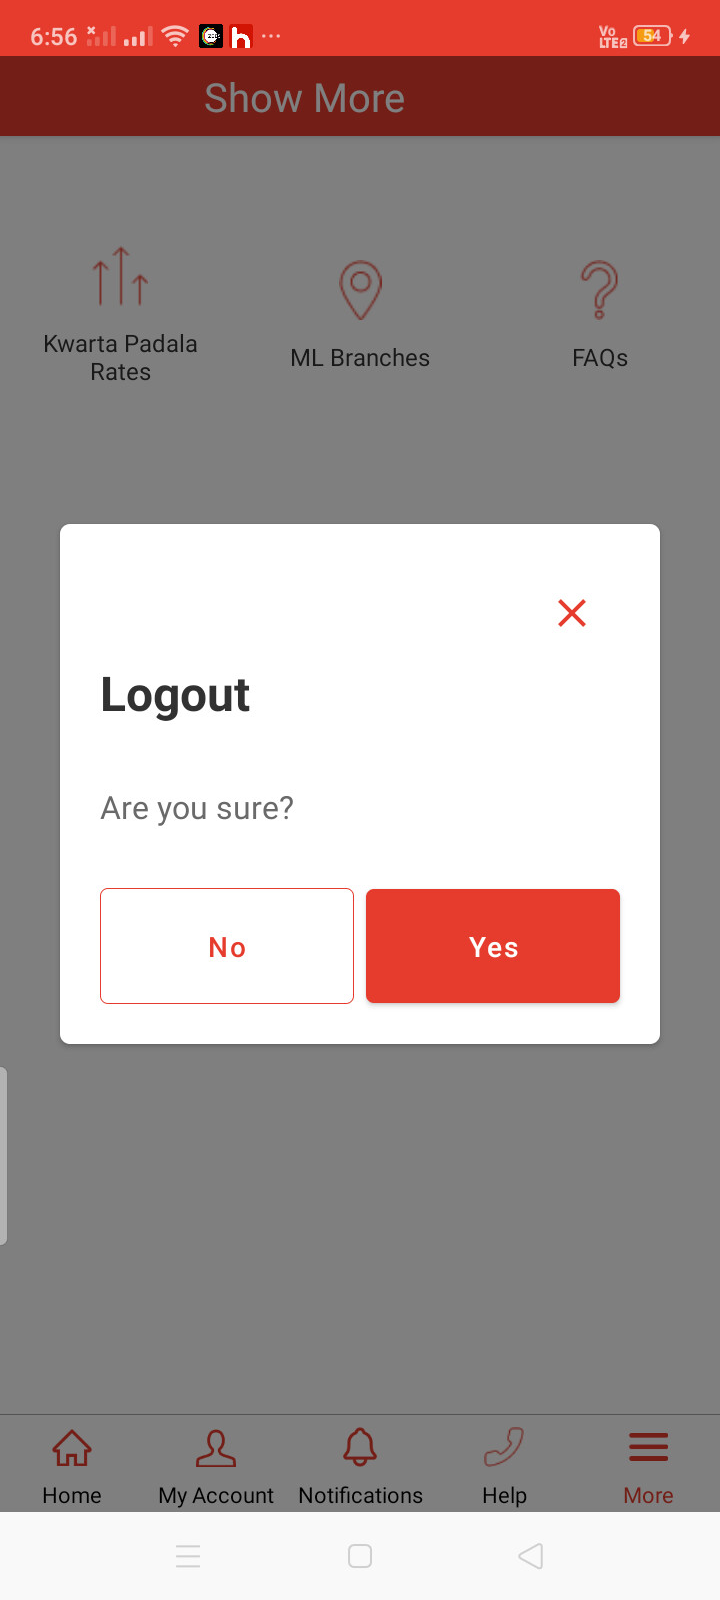 6:56
Vo
LTE2
54
Show More
Kwarta Padala
Rates
ML Branches
FAQs
Logout
Are you sure?
No
Yes
Home
My Account
Notifications
Help
More